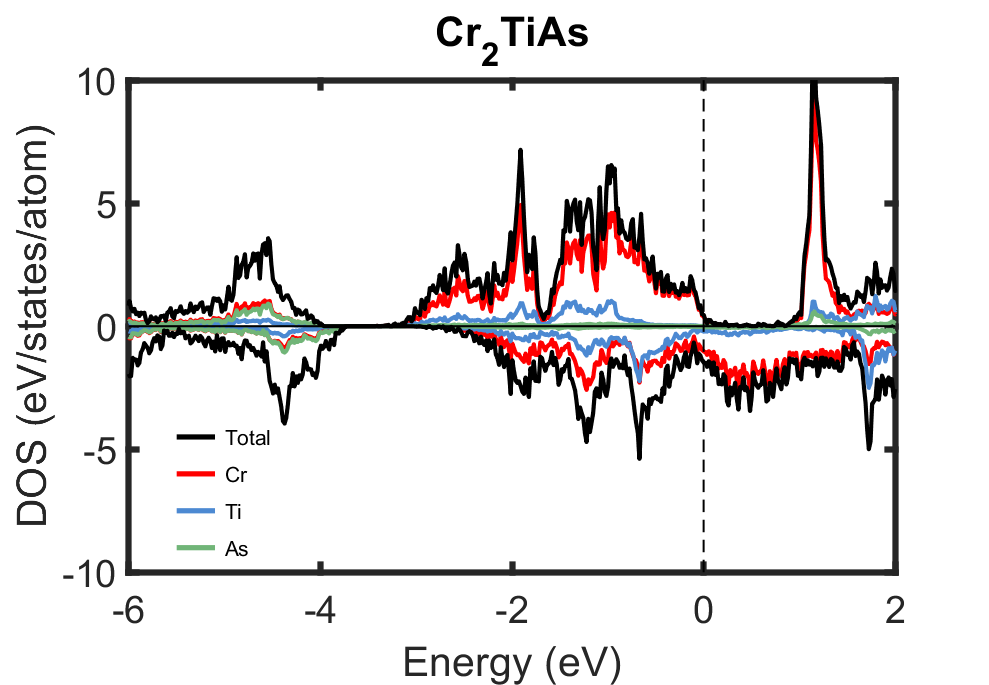 Cr2TiAs
10
5
0
-5
-10
DOS (eV/states/atom)
Total
Cr
Ti
As
-6 -4 -2 0 2
Energy (eV)